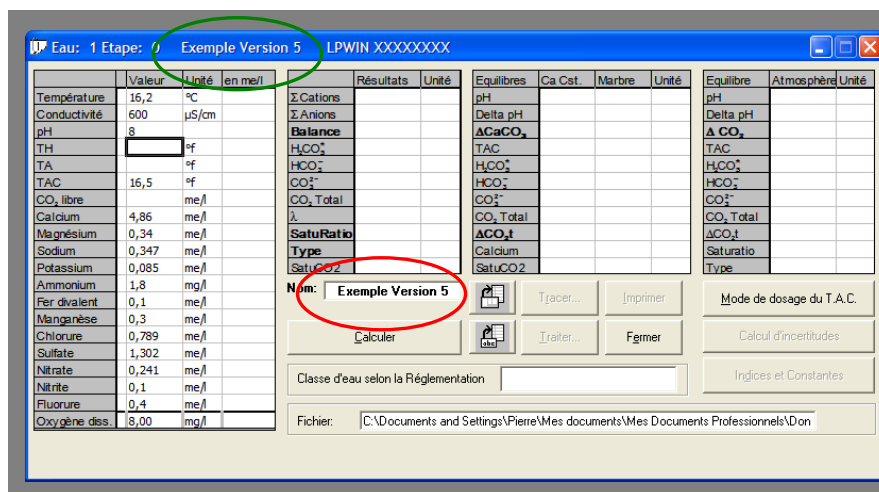 Eau: 1 Etape: 0 Exemple Version 5 LPWIN XXXXXXXX
Valeur Unité en me/l
Température 16,2 °C
Conductivité 600 µS/cm
pH 8
TH °f
TA °f
TAC 16,5 °f
CO₂ libre me/l
Calcium 4,86 me/l
Magnésium 0,34 me/l
Sodium 0,347 me/l
Potassium 0,085 me/l
Ammonium 1,8 mg/l
Fer divalent 0,1 me/l
Manganèse 0,3 me/l
Chlorure 0,789 me/l
Sulfate 1,302 me/l
Nitrate 0,241 me/l
Nitrite 0,1 me/l
Fluorure 0,4 me/l
Oxygène diss. 8,00 mg/l
Résultats Unité
Σ Cations
Σ Anions
Balance
H₂CO₃*
HCO₃⁻
CO₃²⁻
CO₂ Total
λ
SatuRatio
Type
SatuCO2
Equilibres Ca Cst. Marbre Unité
pH
Delta pH
ΔCaCO₃
TAC
H₂CO₃*
HCO₃⁻
CO₃²⁻
CO₂ Total
ΔCO₂t
Calcium
SatuCO2
Equilibre Atmosphère Unité
pH
Delta pH
Δ CO₂
TAC
H₂CO₃*
HCO₃⁻
CO₃²⁻
CO₂ Total
ΔCO₂t
Saturatio
Type
Nom: Exemple Version 5
Tracer... Imprimer
Mode de dosage du T.A.C.
Calculer
abc
Traiter... Fermer
Calcul d'incertitudes
Classe d'eau selon la Réglementation
Indices et Constantes
Fichier: C:\Documents and Settings\Pierre\Mes documents\Mes Documents Professionnels\Don